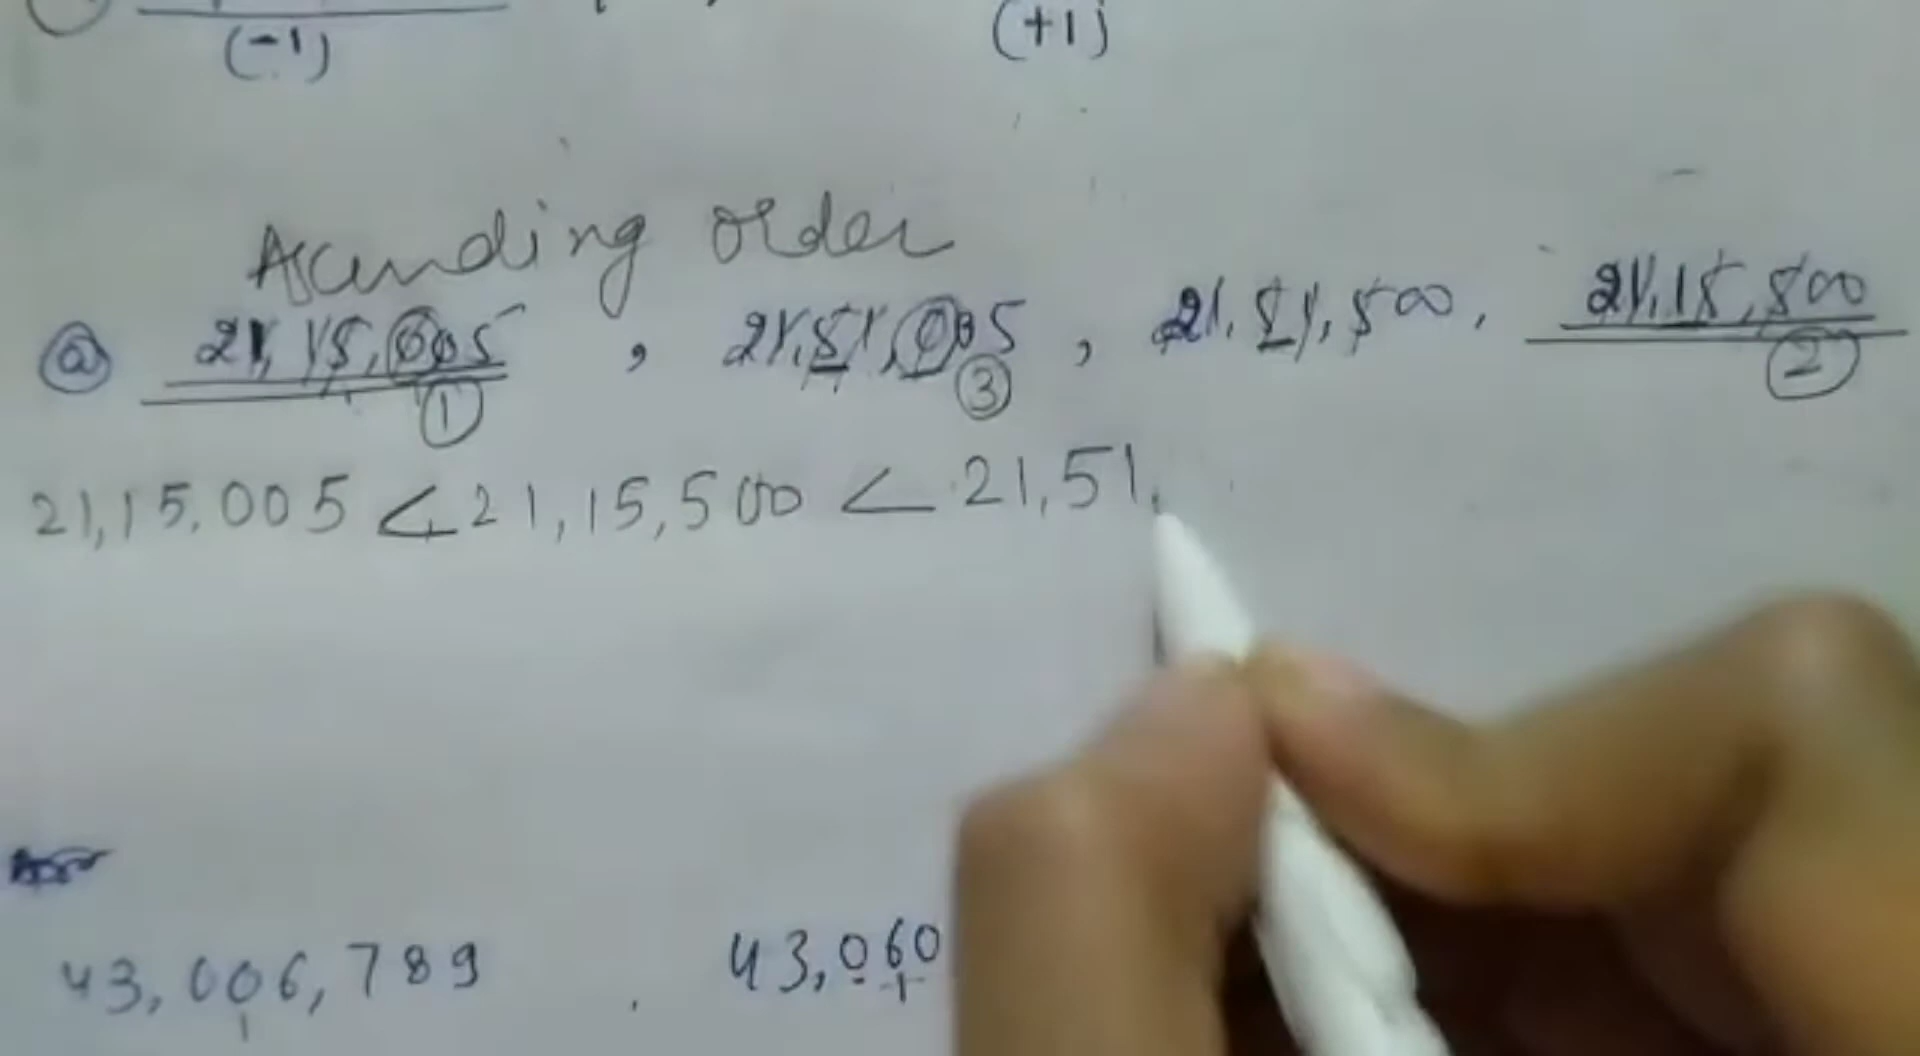 (-1) (+1)
Ascending order
(a) 21,15,005 , 21,51,005 , 21,51,500, 21,15,500
(1) (3) (2)
21,15,005 < 21,15,500 < 21,51,
43,006,789 , 43,060